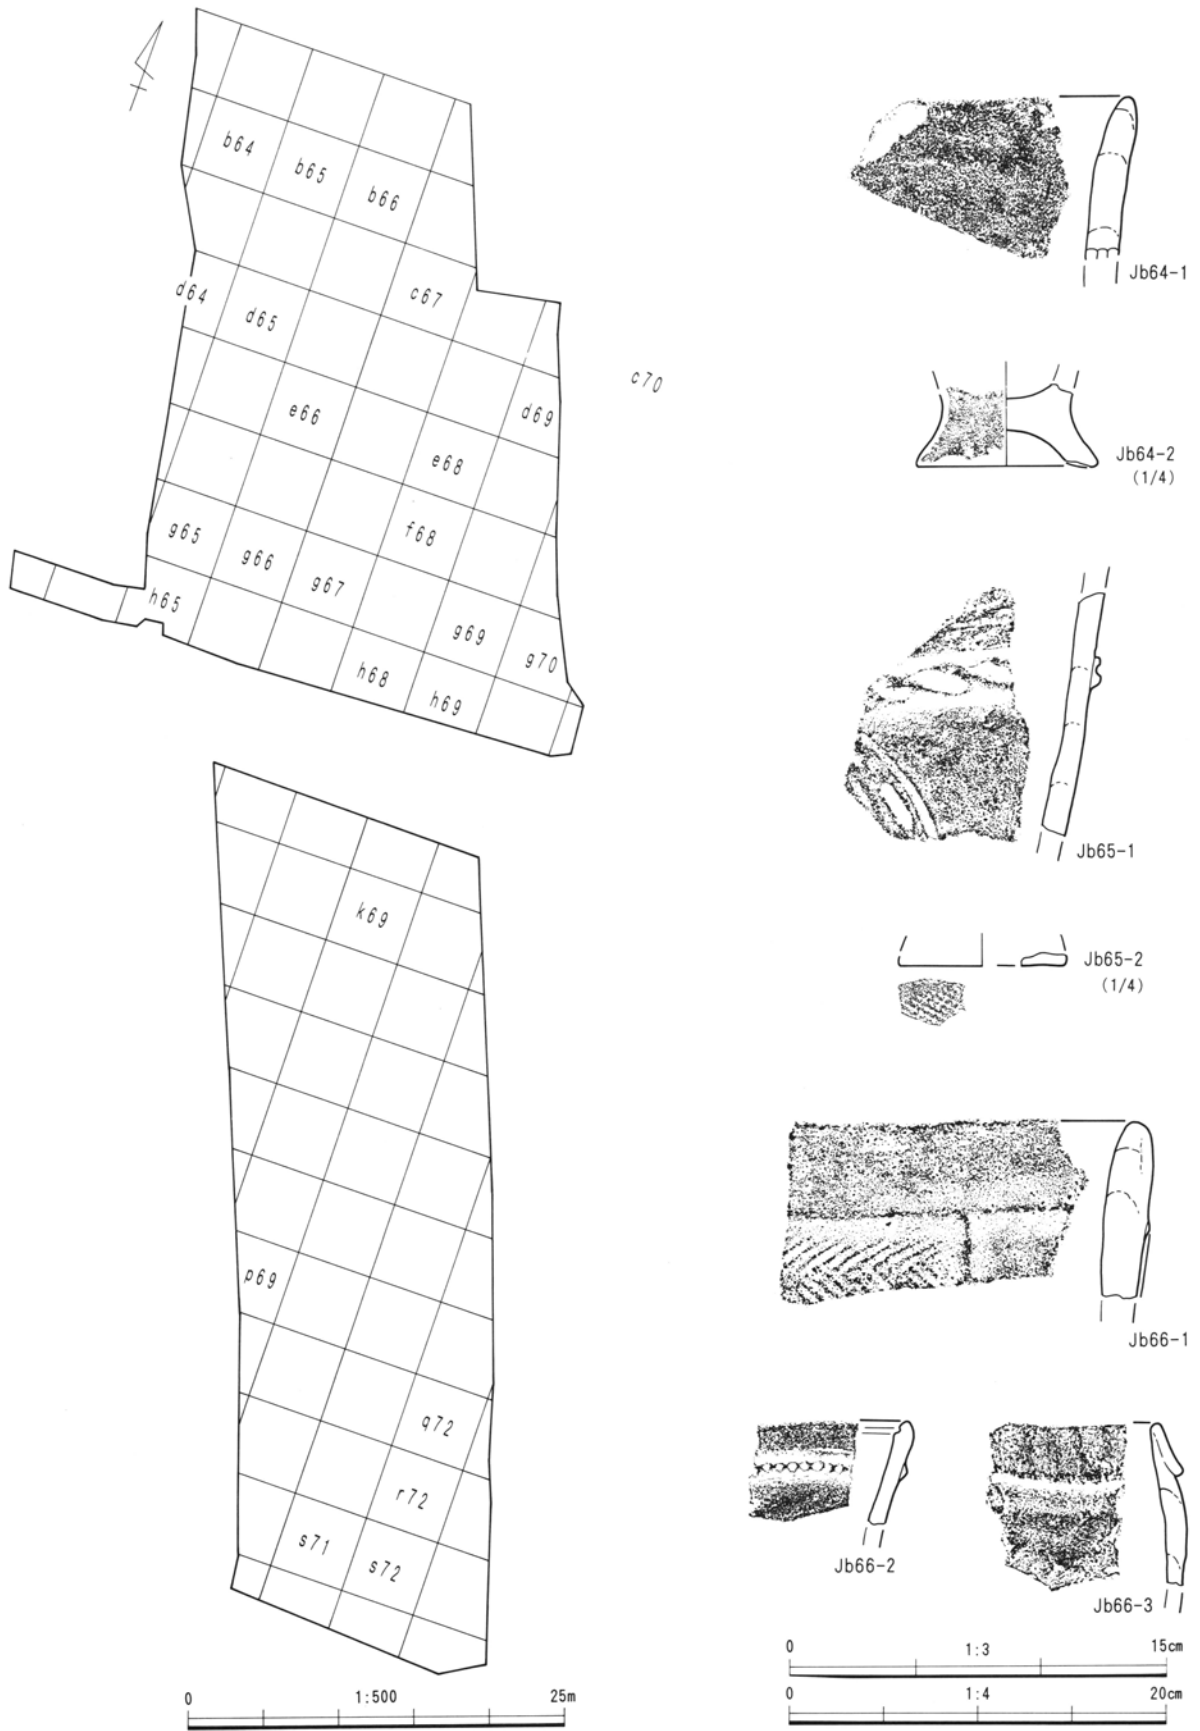 b64
b65
b66
d64
d65
c67
c70
e66
d69
e68
f68
g65
g66
g67
h65
g69
g70
h68
h69
k69
p69
q72
r72
s71
s72
0 1:500 25m
Jb64-1
Jb64-2
(1/4)
Jb65-1
Jb65-2
(1/4)
Jb66-1
Jb66-2
Jb66-3
0 1:3 15cm
0 1:4 20cm